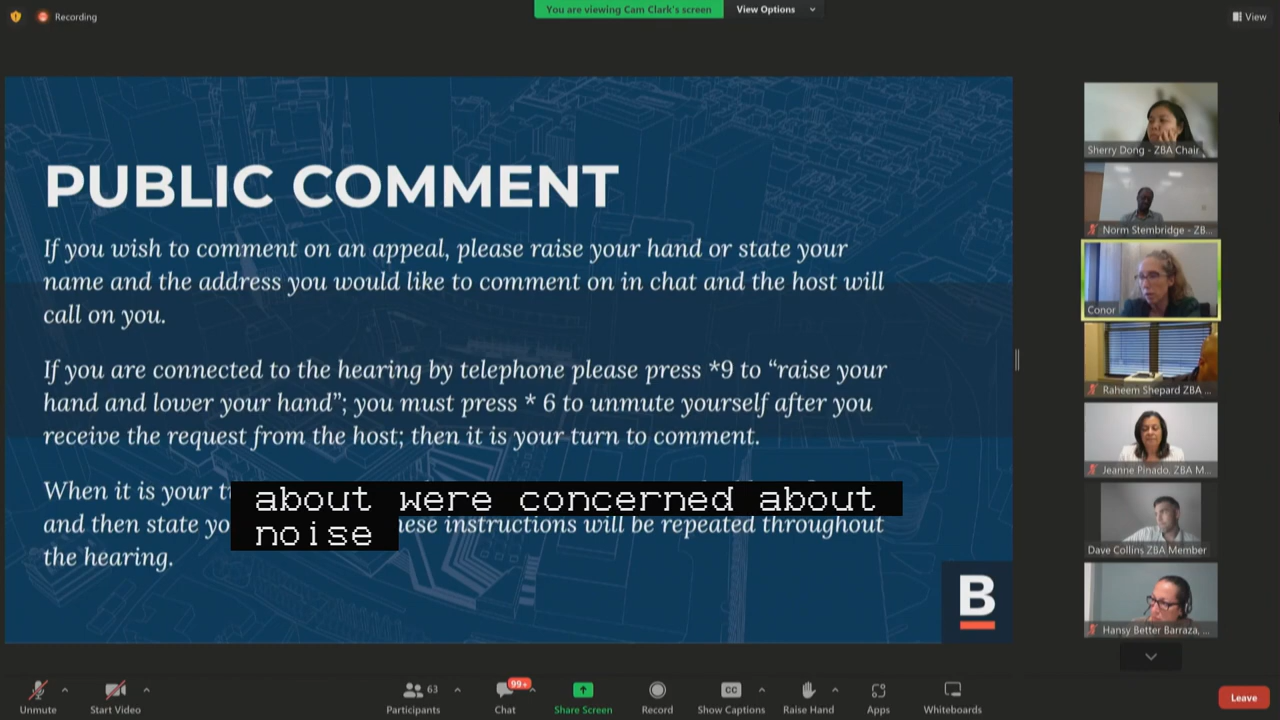 You are viewing Cam Clark's screen
View Options
Recording
View
PUBLIC COMMENT
If you wish to comment on an appeal, please raise your hand or state your
name and the address you would like to comment on in chat and the host will
call on you.
If you are connected to the hearing by telephone please press *9 to “raise your
hand and lower your hand”; you must press * 6 to unmute yourself after you
receive the request from the host; then it is your turn to comment.
When it is your
and then state instructions will be repeated throughout
the hearing.
about were concerned about
noise
B
Sherry Dong - ZBA Chair
Norm Stembridge - ZB...
Conor
Raheem Shepard ZBA ...
Jeanne Pinado. ZBA M...
Dave Collins ZBA Member
Hansy Better Barraza, ...
Unmute
Start Video
63
Participants
99+
Chat
Share Screen
Record
CC
Show Captions
Raise Hand
Apps
Whiteboards
Leave